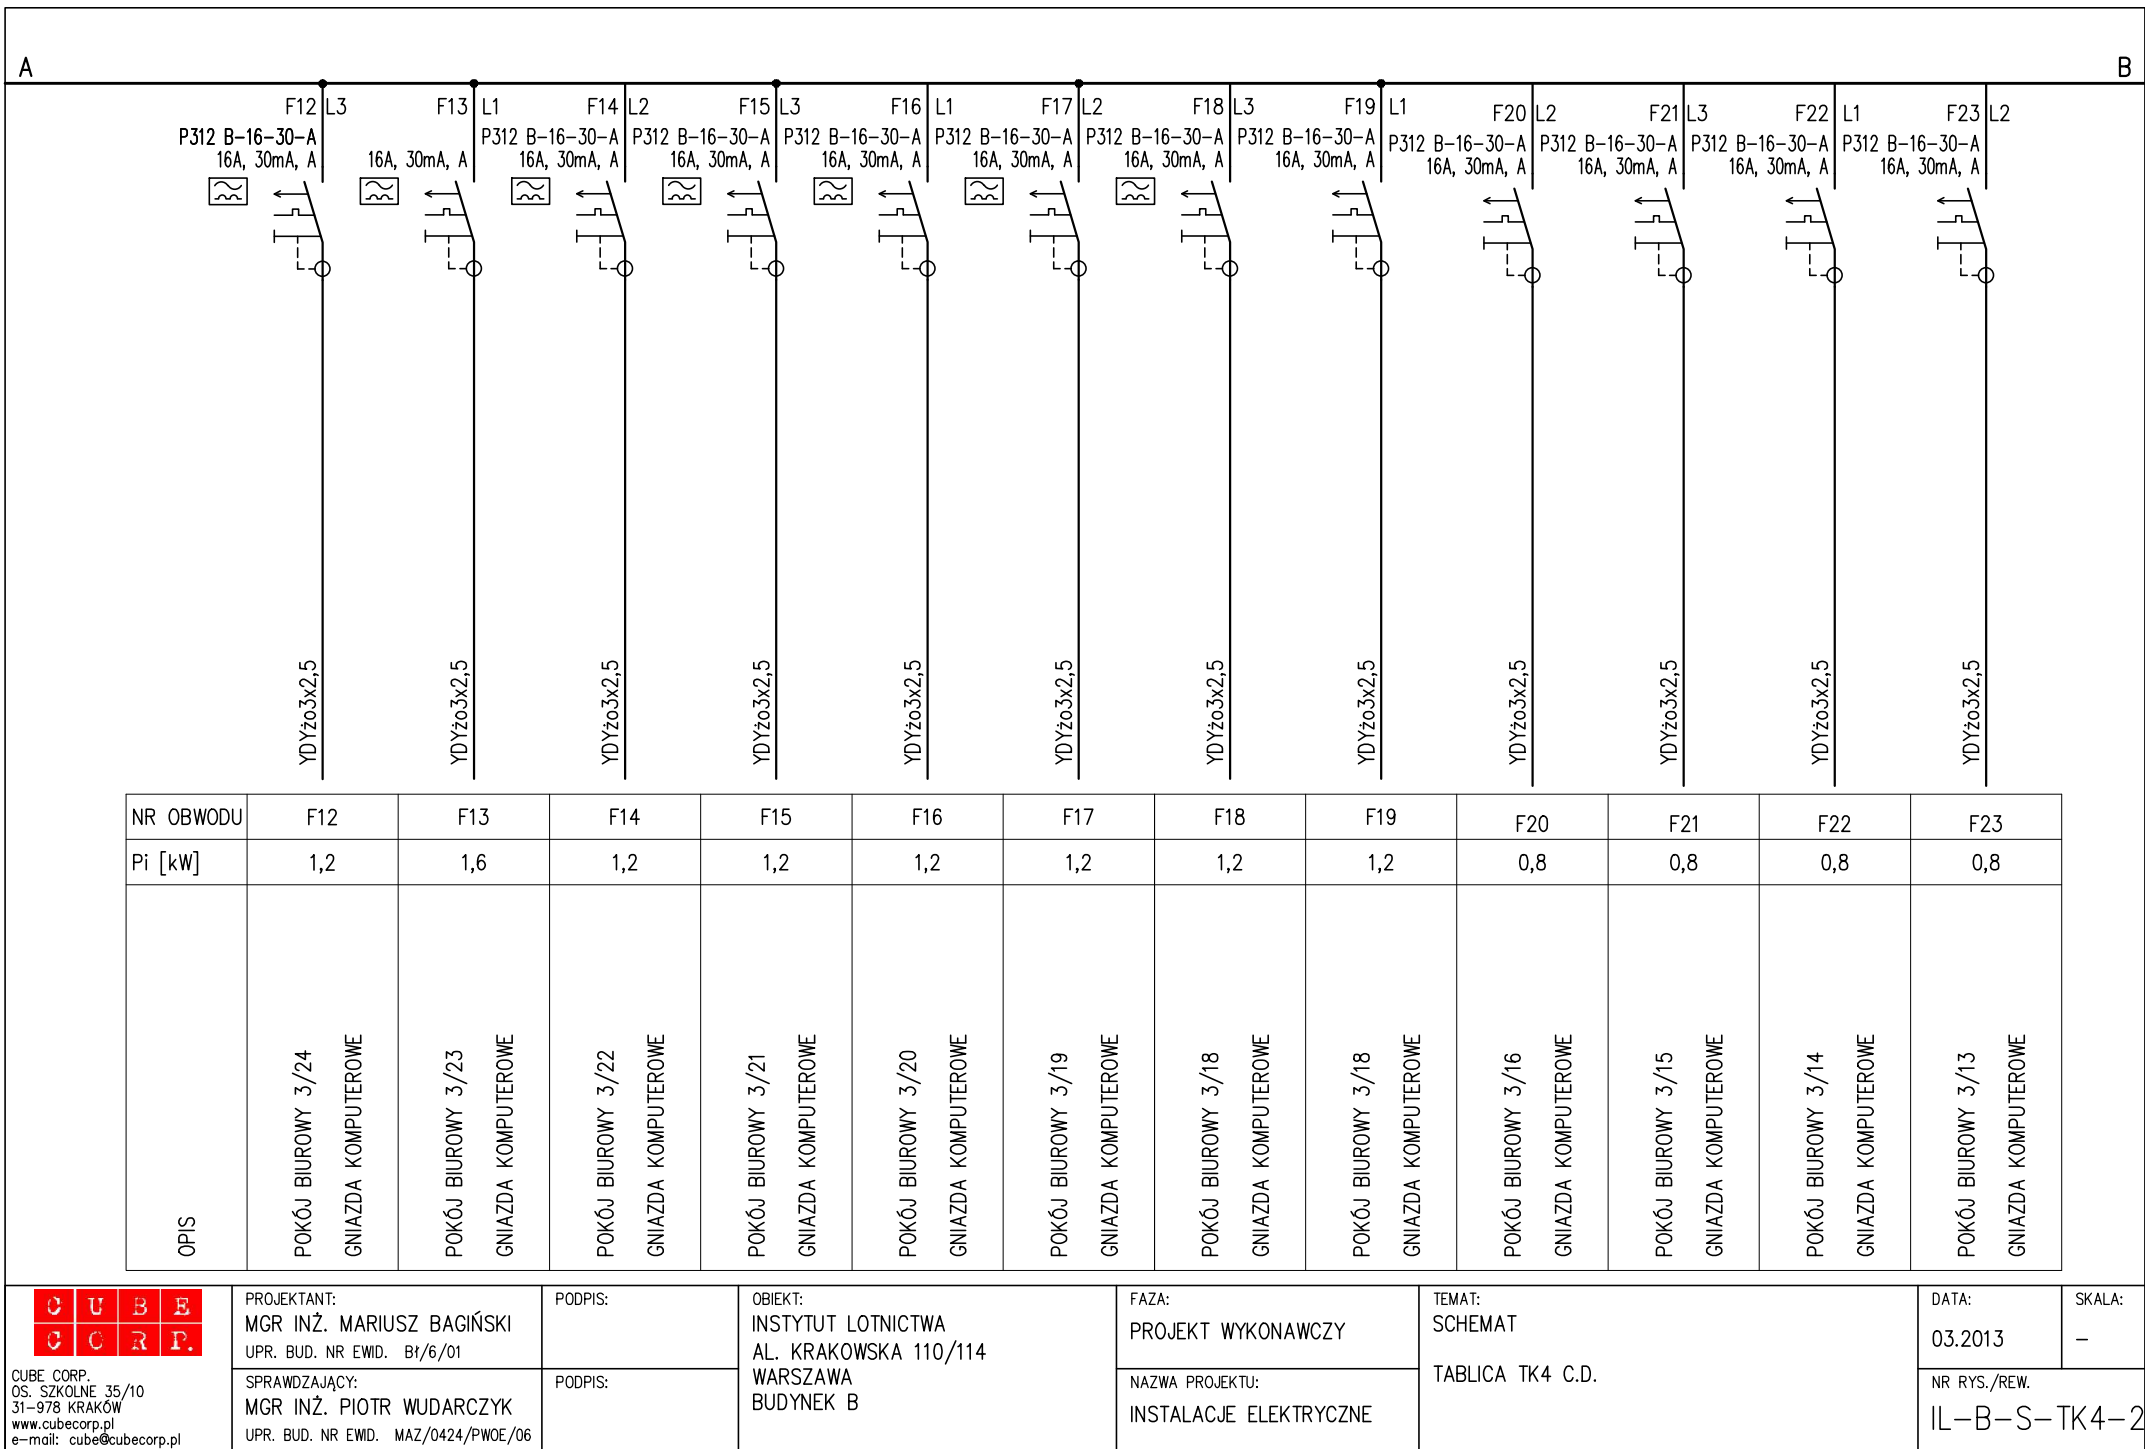 A
B
F12 L3 F13 L1 F14 L2 F15 L3 F16 L1 F17 L2 F18 L3 F19 L1 F20 L2 F21 L3 F22 L1 F23 L2
P312 B-16-30-A P312 B-16-30-A P312 B-16-30-A P312 B-16-30-A P312 B-16-30-A P312 B-16-30-A P312 B-16-30-A P312 B-16-30-A P312 B-16-30-A P312 B-16-30-A P312 B-16-30-A
16A, 30mA, A 16A, 30mA, A 16A, 30mA, A 16A, 30mA, A 16A, 30mA, A 16A, 30mA, A 16A, 30mA, A 16A, 30mA, A 16A, 30mA, A 16A, 30mA, A 16A, 30mA, A 16A, 30mA, A
YDYżo3x2,5 YDYżo3x2,5 YDYżo3x2,5 YDYżo3x2,5 YDYżo3x2,5 YDYżo3x2,5 YDYżo3x2,5 YDYżo3x2,5 YDYżo3x2,5 YDYżo3x2,5 YDYżo3x2,5 YDYżo3x2,5
NR OBWODU F12 F13 F14 F15 F16 F17 F18 F19 F20 F21 F22 F23
Pi [kW] 1,2 1,6 1,2 1,2 1,2 1,2 1,2 1,2 0,8 0,8 0,8 0,8
OPIS
POKÓJ BIUROWY 3/24
GNIAZDA KOMPUTEROWE
POKÓJ BIUROWY 3/23
GNIAZDA KOMPUTEROWE
POKÓJ BIUROWY 3/22
GNIAZDA KOMPUTEROWE
POKÓJ BIUROWY 3/21
GNIAZDA KOMPUTEROWE
POKÓJ BIUROWY 3/20
GNIAZDA KOMPUTEROWE
POKÓJ BIUROWY 3/19
GNIAZDA KOMPUTEROWE
POKÓJ BIUROWY 3/18
GNIAZDA KOMPUTEROWE
POKÓJ BIUROWY 3/18
GNIAZDA KOMPUTEROWE
POKÓJ BIUROWY 3/16
GNIAZDA KOMPUTEROWE
POKÓJ BIUROWY 3/15
GNIAZDA KOMPUTEROWE
POKÓJ BIUROWY 3/14
GNIAZDA KOMPUTEROWE
POKÓJ BIUROWY 3/13
GNIAZDA KOMPUTEROWE
CUBE
CORP.
CUBE CORP.
OS. SZKOLNE 35/10
31-978 KRAKÓW
www.cubecorp.pl
e-mail: cube@cubecorp.pl
PROJEKTANT:
MGR INŻ. MARIUSZ BAGIŃSKI
UPR. BUD. NR EWID. Bł/6/01
PODPIS:
SPRAWDZAJĄCY:
MGR INŻ. PIOTR WUDARCZYK
UPR. BUD. NR EWID. MAZ/0424/PWOE/06
PODPIS:
OBIEKT:
INSTYTUT LOTNICTWA
AL. KRAKOWSKA 110/114
WARSZAWA
BUDYNEK B
FAZA:
PROJEKT WYKONAWCZY
NAZWA PROJEKTU:
INSTALACJE ELEKTRYCZNE
TEMAT:
SCHEMAT
TABLICA TK4 C.D.
DATA:
03.2013
SKALA:
-
NR RYS./REW.
IL-B-S-TK4-2